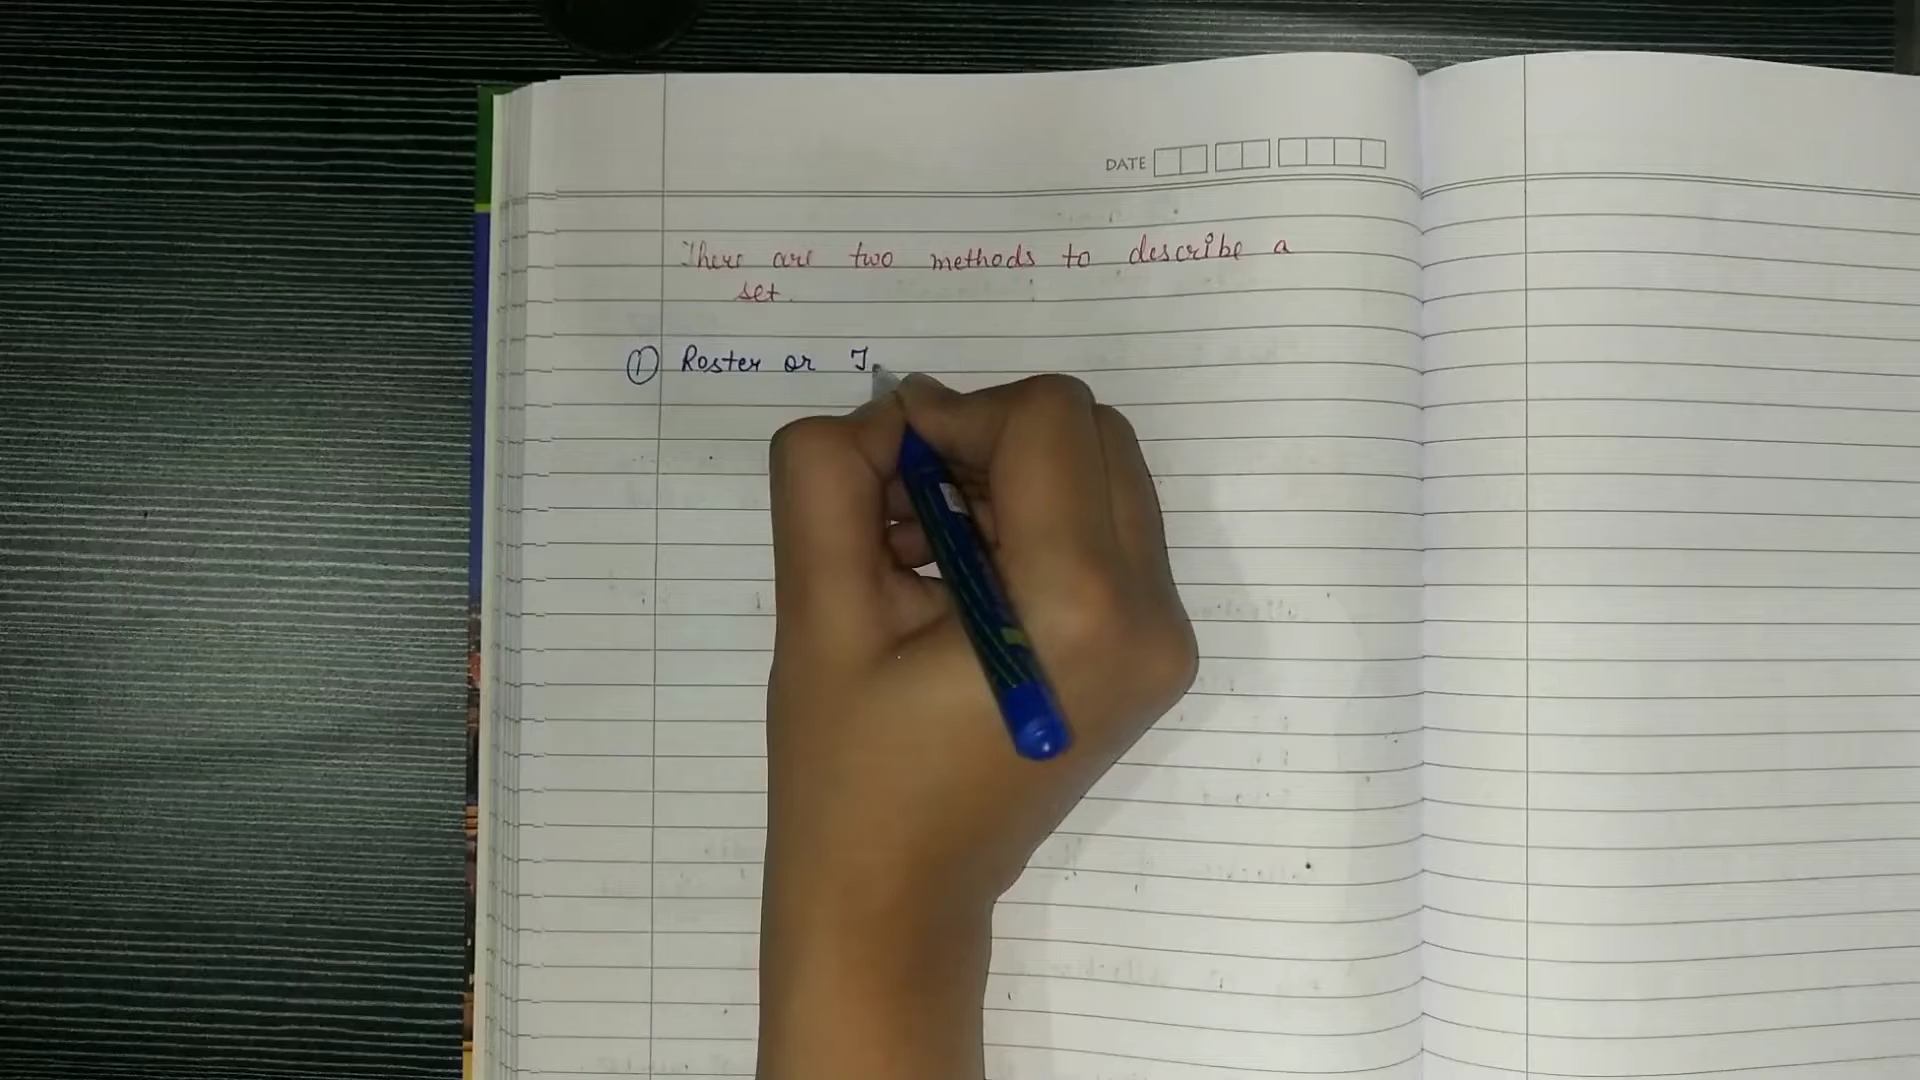 DATE
There are two methods to describe a
set.
① Roster or T